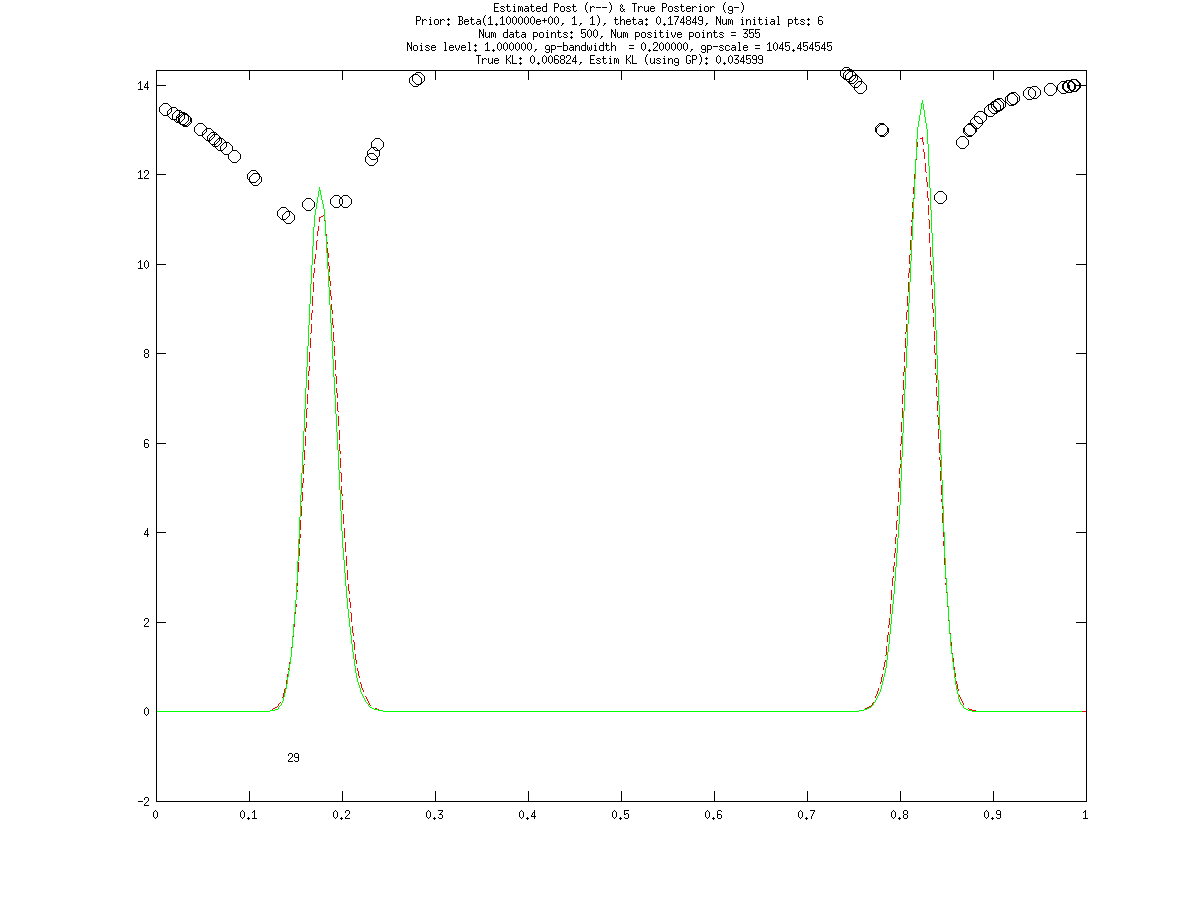 Estimated Post (r--) & True Posterior (g-)
Prior: Beta(1.100000e+00, 1, 1), theta: 0.174849, Num initial pts: 6
Num data points: 500, Num positive points = 355
Noise level: 1.000000, gp-bandwidth  = 0.200000, gp-scale = 1045.454545
True KL: 0.006824, Estim KL (using GP): 0.034599
14
12
10
8
6
4
2
0
29
-2
0 0.1 0.2 0.3 0.4 0.5 0.6 0.7 0.8 0.9 1